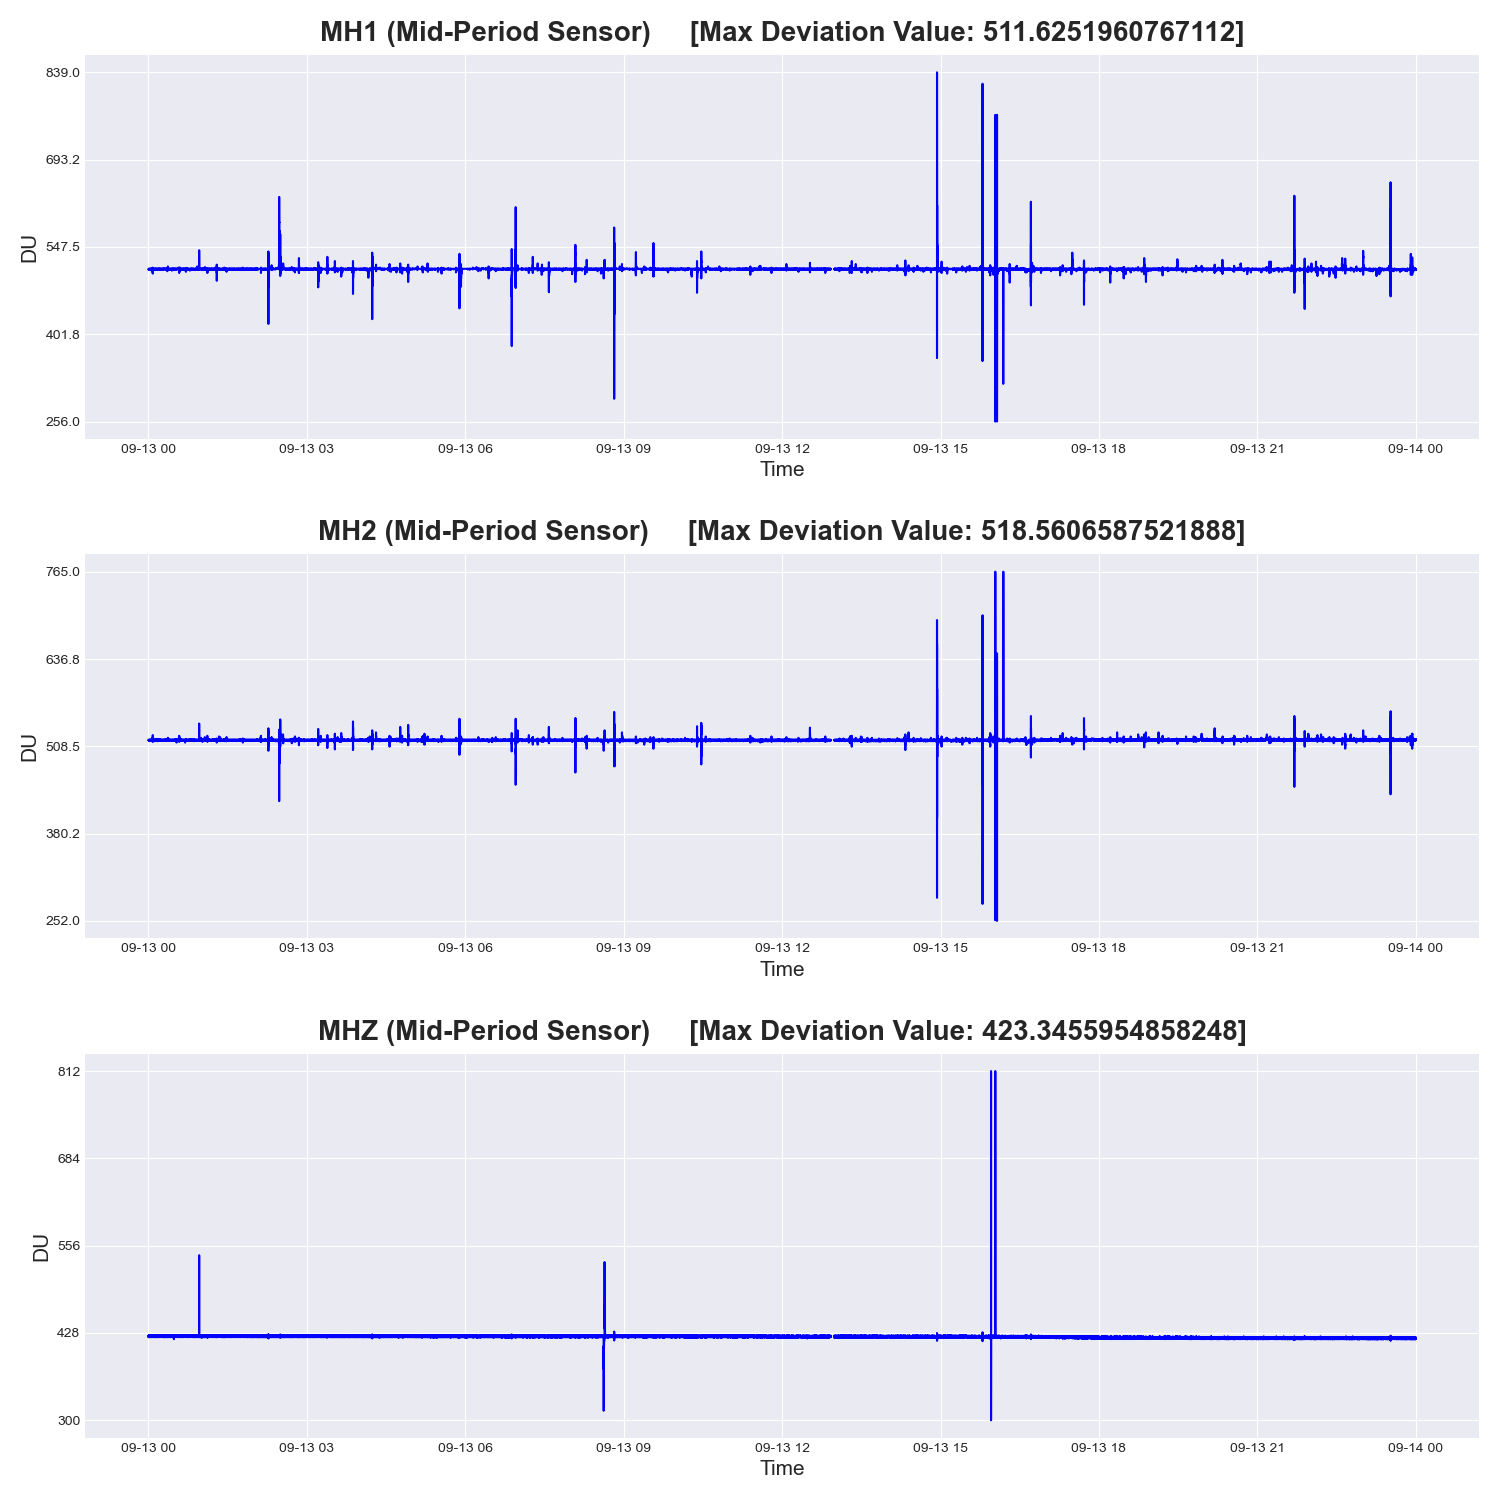 MH1 (Mid-Period Sensor) [Max Deviation Value: 511.6251960767112]
839.0
693.2
547.5
401.8
256.0
DU
09-13 00 09-13 03 09-13 06 09-13 09 09-13 12 09-13 15 09-13 18 09-13 21 09-14 00
Time
MH2 (Mid-Period Sensor) [Max Deviation Value: 518.5606587521888]
765.0
636.8
508.5
380.2
252.0
DU
09-13 00 09-13 03 09-13 06 09-13 09 09-13 12 09-13 15 09-13 18 09-13 21 09-14 00
Time
MHZ (Mid-Period Sensor) [Max Deviation Value: 423.3455954858248]
812
684
556
428
300
DU
09-13 00 09-13 03 09-13 06 09-13 09 09-13 12 09-13 15 09-13 18 09-13 21 09-14 00
Time